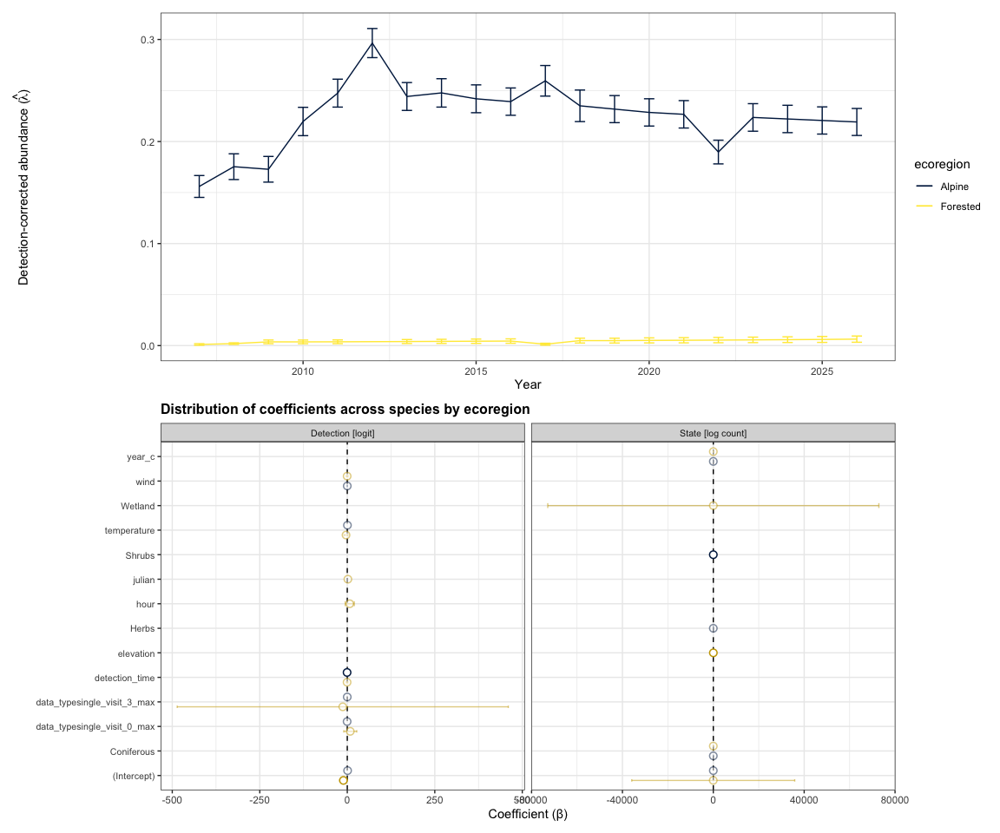 Detection-corrected abundance (λ̂)
0.3
0.2
0.1
0.0
2010
2015
2020
2025
Year
ecoregion
Alpine
Forested
Distribution of coefficients across species by ecoregion
Detection [logit]
State [log count]
year_c
wind
Wetland
temperature
Shrubs
julian
hour
Herbs
elevation
detection_time
data_typesingle_visit_3_max
data_typesingle_visit_0_max
Coniferous
(Intercept)
-500
-250
0
250
-40000
0
40000
80000
Coefficient (β)